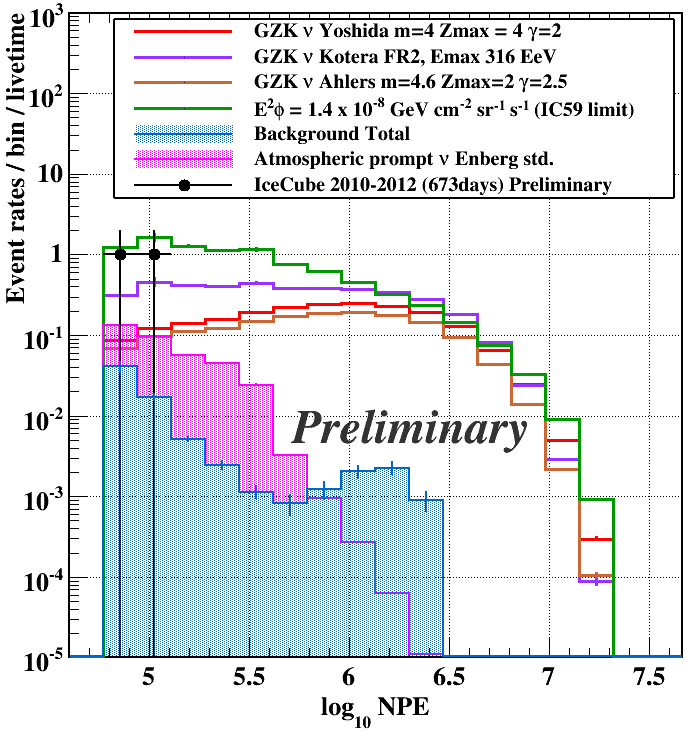 GZK ν Yoshida m=4 Zmax = 4 γ=2
GZK ν Kotera FR2, Emax 316 EeV
GZK ν Ahlers m=4.6 Zmax=2 γ=2.5
E²ϕ = 1.4 x 10⁻⁸ GeV cm⁻² sr⁻¹ s⁻¹ (IC59 limit)
Background Total
Atmospheric prompt ν Enberg std.
IceCube 2010-2012 (673days) Preliminary
Event rates / bin / livetime
10³
10²
10
1
10⁻¹
10⁻²
10⁻³
10⁻⁴
10⁻⁵
Preliminary
5 5.5 6 6.5 7 7.5
log₁₀ NPE